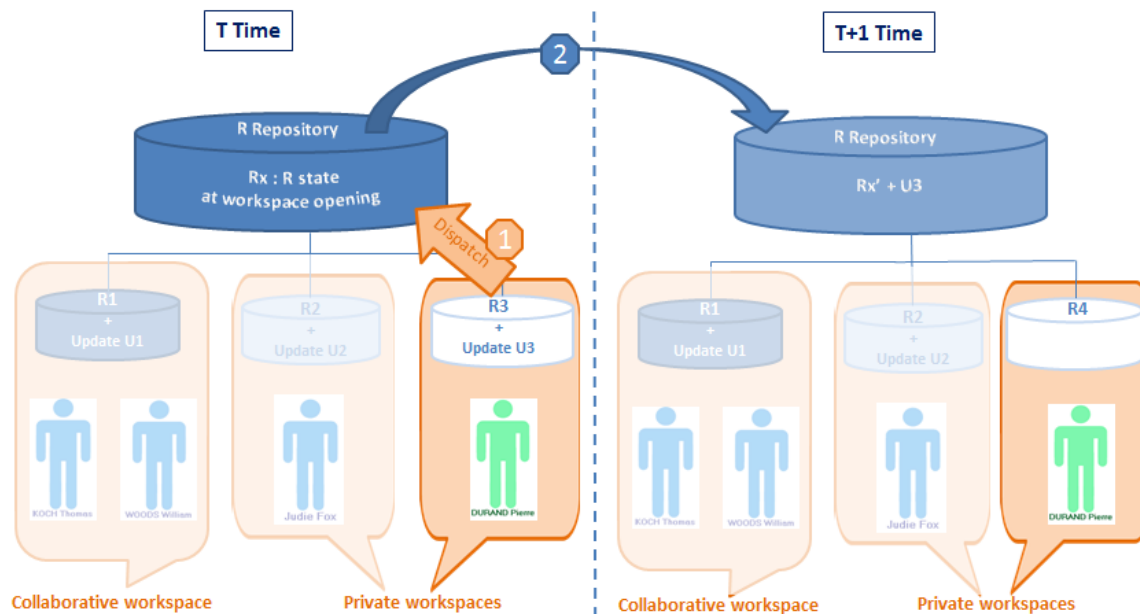 T Time
2
T+1 Time
R Repository
Rx : R state
at workspace opening
R Repository
Rx’ + U3
Dispatch
1
R1
+
Update U1
R2
+
Update U2
R3
+
Update U3
R1
+
Update U1
R2
+
Update U2
R4
KOCH Thomas
WOODS William
Judie Fox
DURAND Pierre
KOCH Thomas
WOODS William
Judie Fox
DURAND Pierre
Collaborative workspace
Private workspaces
Collaborative workspace
Private workspaces